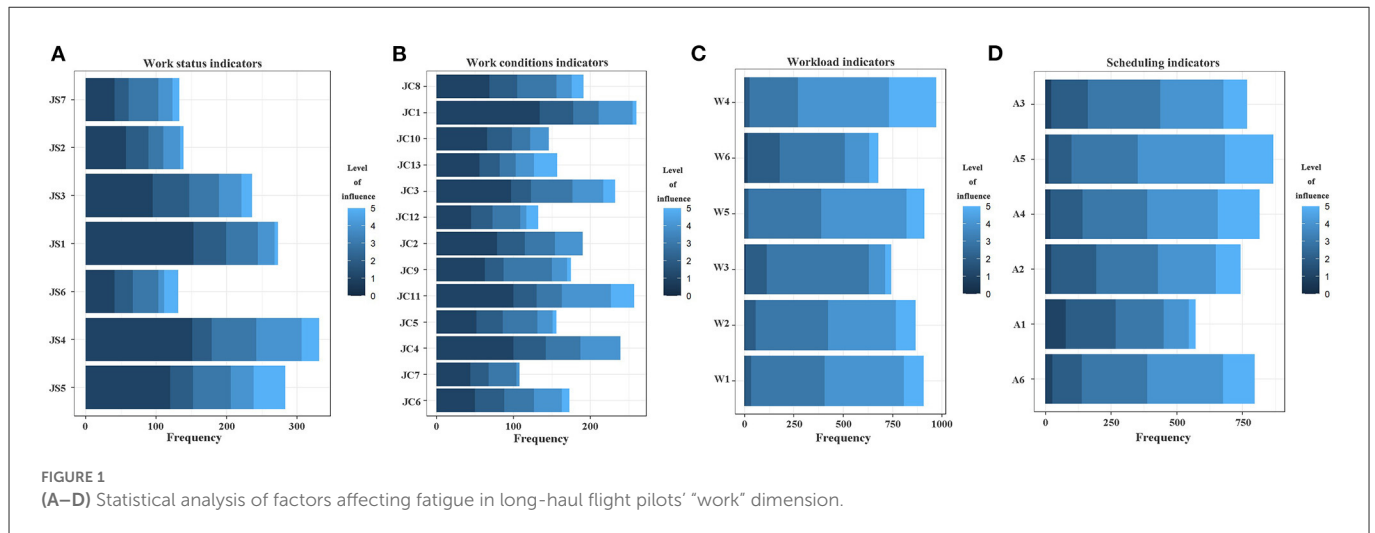 A
Work status indicators
JS7
JS2
JS3
JS1
JS6
JS4
JS5
0 100 200 300
Frequency
Level
of
influence
5
4
3
2
1
0
B
Work conditions indicators
JC8
JC1
JC10
JC13
JC3
JC12
JC2
JC9
JC11
JC5
JC4
JC7
JC6
0 100 200
Frequency
Level
of
influence
5
4
3
2
1
0
C
Workload indicators
W4
W6
W5
W3
W2
W1
0 250 500 750 1000
Frequency
Level
of
influence
5
4
3
2
1
0
D
Scheduling indicators
A3
A5
A4
A2
A1
A6
0 250 500 750
Frequency
Level
of
influence
5
4
3
2
1
0
FIGURE 1
(A–D) Statistical analysis of factors affecting fatigue in long-haul flight pilots’ “work” dimension.